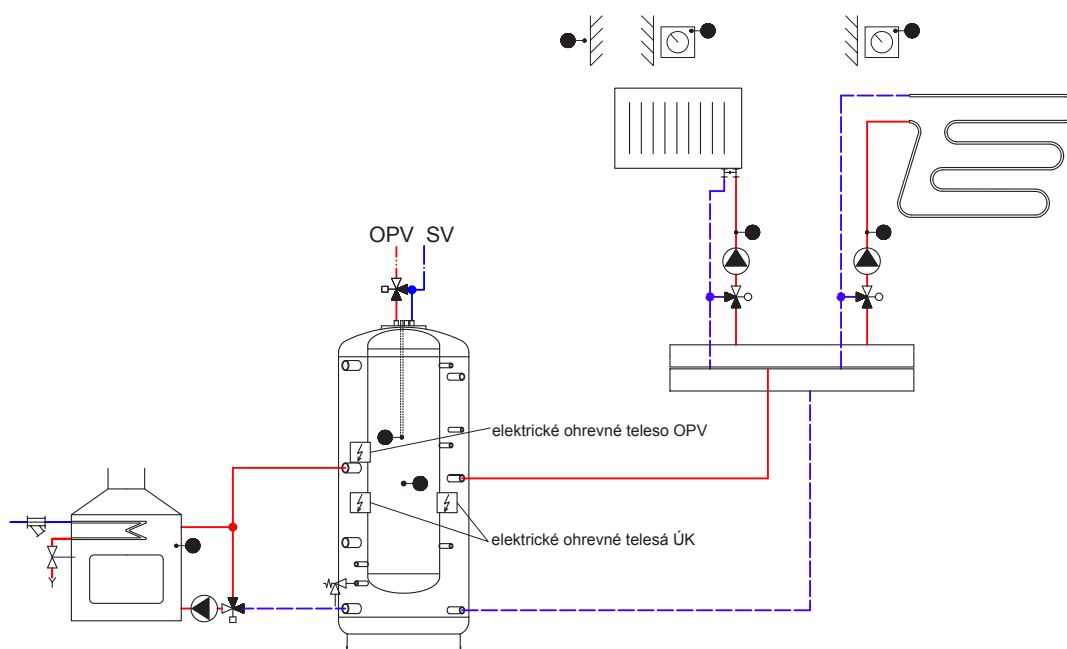 OPV SV
elektrické ohrevné teleso OPV
elektrické ohrevné telesá ÚK